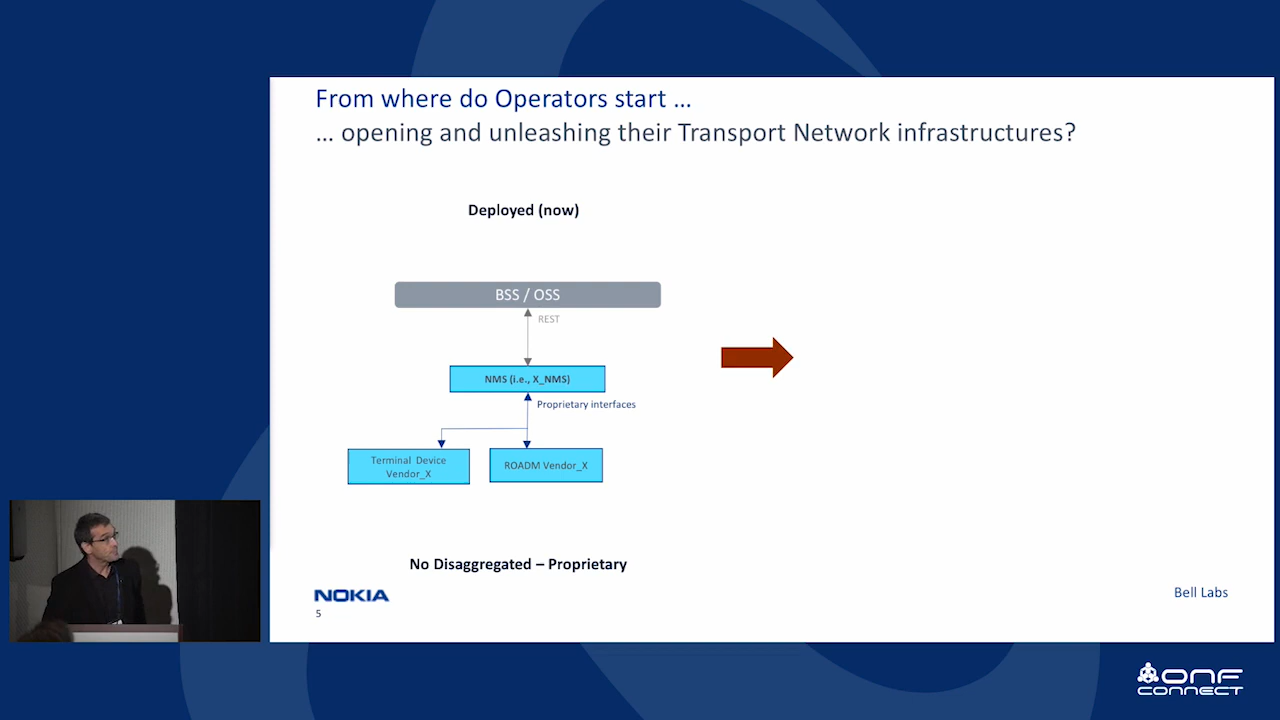 From where do Operators start ...
... opening and unleashing their Transport Network infrastructures?
Deployed (now)
BSS / OSS
REST
NMS (i.e., X_NMS)
Proprietary interfaces
Terminal Device
Vendor_X
ROADM Vendor_X
No Disaggregated – Proprietary
NOKIA
Bell Labs
5
ONF
CONNECT